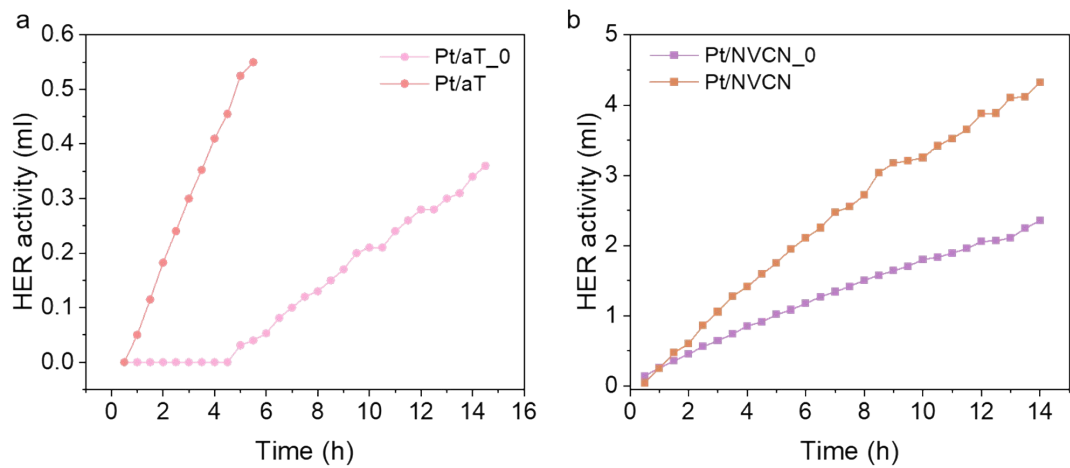 a
0.6
0.5
0.4
0.3
0.2
0.1
0.0
HER activity (ml)
0 2 4 6 8 10 12 14 16
Time (h)
Pt/aT_0
Pt/aT
b
5
4
3
2
1
0
HER activity (ml)
0 2 4 6 8 10 12 14
Time (h)
Pt/NVCN_0
Pt/NVCN